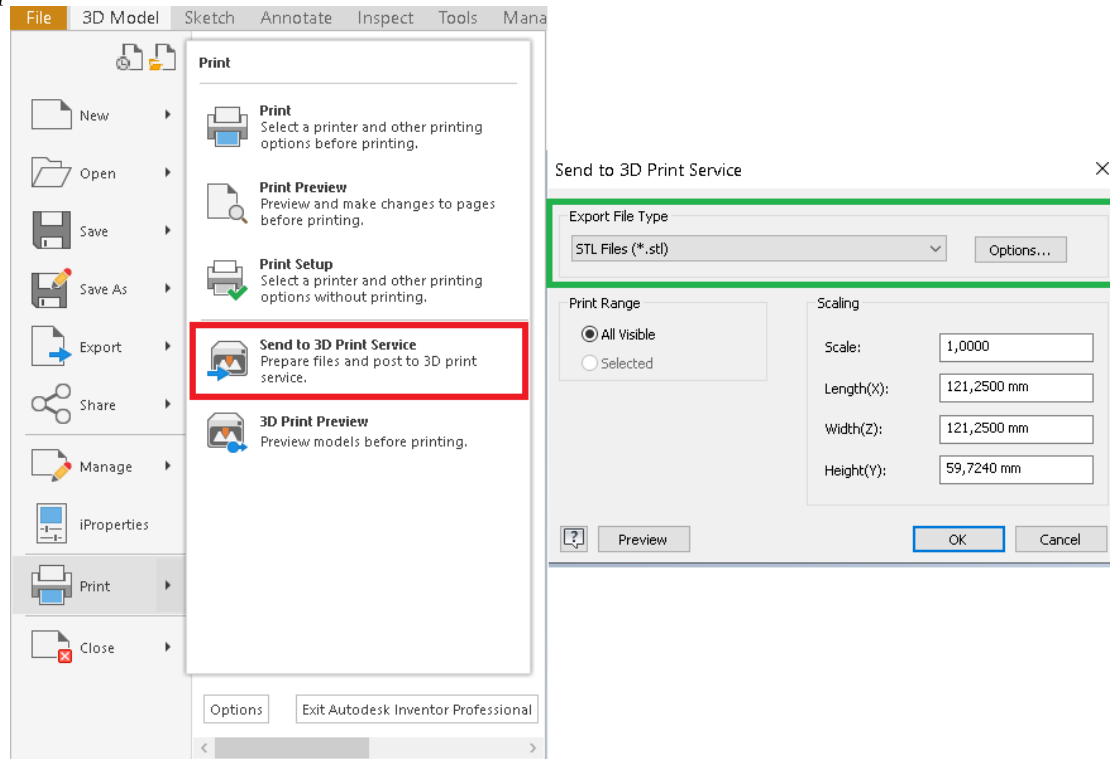 File 3D Model Sketch Annotate Inspect Tools Mana
Print
New
Open
Save
Save As
Export
Share
Manage
iProperties
Print
Close
Print
Select a printer and other printing
options before printing.
Print Preview
Preview and make changes to pages
before printing.
Print Setup
Select a printer and other printing
options without printing.
Send to 3D Print Service
Prepare files and post to 3D print
service.
3D Print Preview
Preview models before printing.
Options Exit Autodesk Inventor Professional
Send to 3D Print Service
Export File Type
STL Files (*.stl) Options...
Print Range
All Visible
Selected
Scaling
Scale: 1,0000
Length(X): 121,2500 mm
Width(Z): 121,2500 mm
Height(Y): 59,7240 mm
? Preview OK Cancel